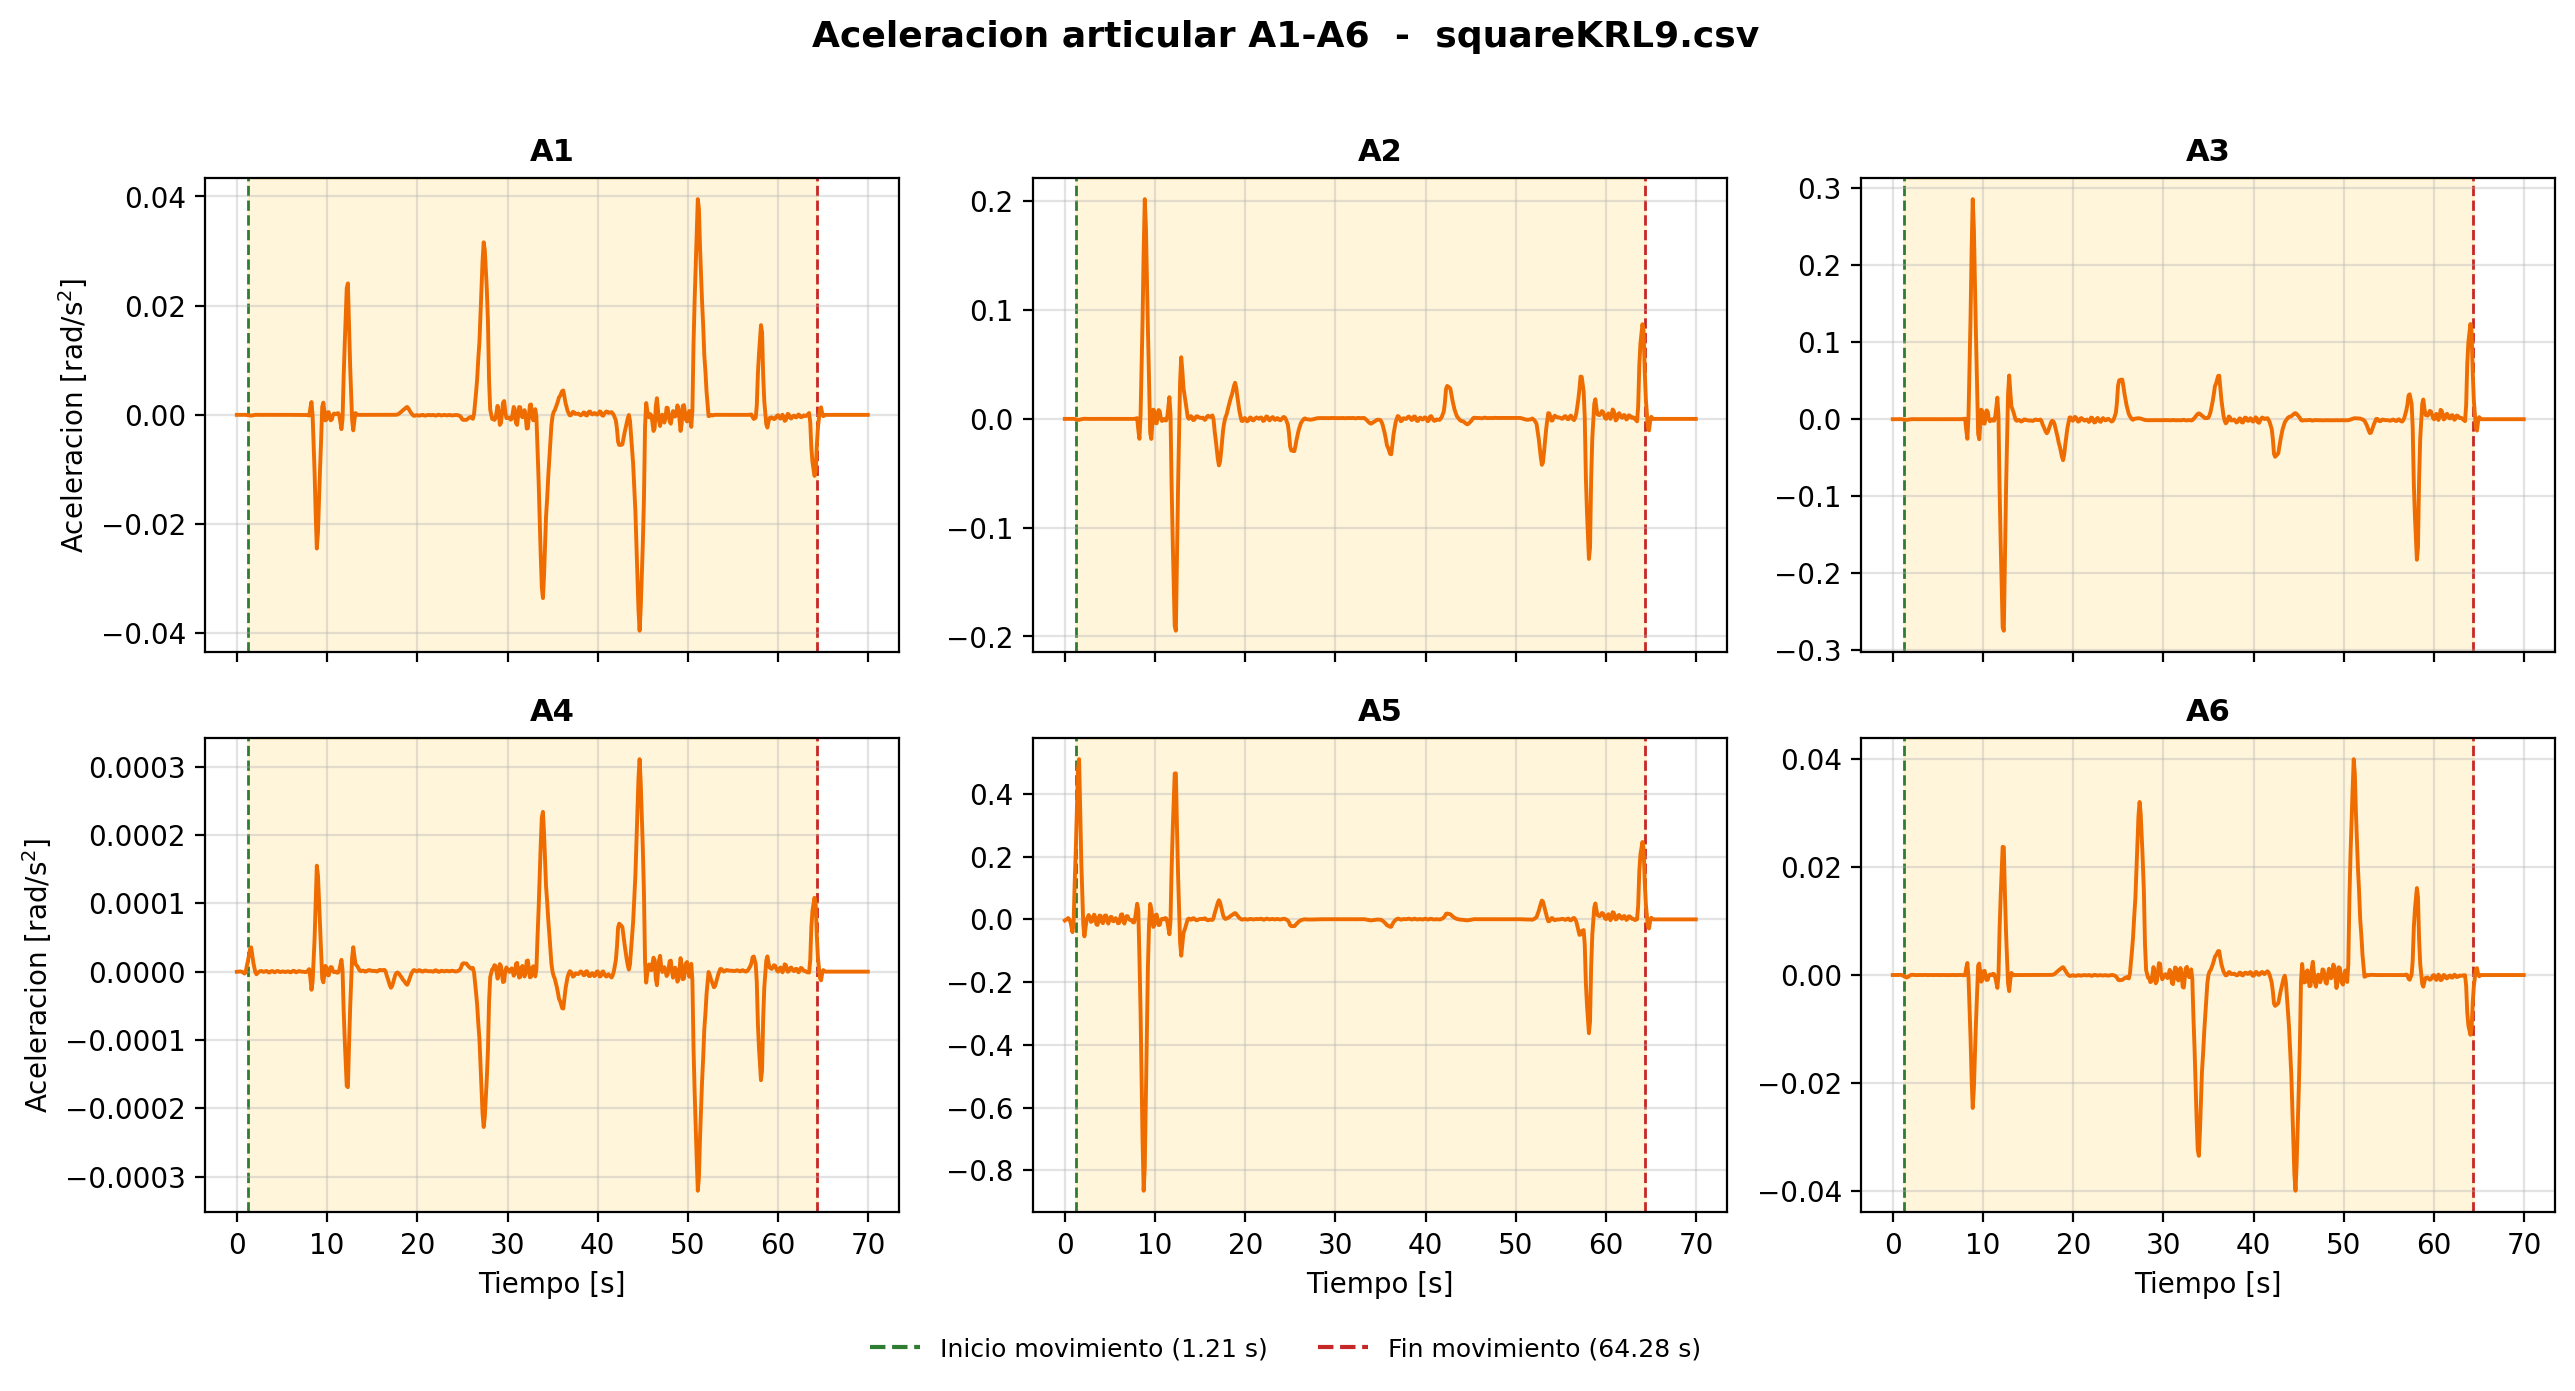 Aceleracion articular A1-A6  -  squareKRL9.csv
A1
A2
A3
Aceleracion [rad/s²]
0.04
0.02
0.00
−0.02
−0.04
0.2
0.1
0.0
−0.1
−0.2
0.3
0.2
0.1
0.0
−0.1
−0.2
−0.3
A4
A5
A6
Aceleracion [rad/s²]
0.0003
0.0002
0.0001
0.0000
−0.0001
−0.0002
−0.0003
0.4
0.2
0.0
−0.2
−0.4
−0.6
−0.8
0.04
0.02
0.00
−0.02
−0.04
0 10 20 30 40 50 60 70
0 10 20 30 40 50 60 70
0 10 20 30 40 50 60 70
Tiempo [s]
Tiempo [s]
Tiempo [s]
Inicio movimiento (1.21 s)
Fin movimiento (64.28 s)